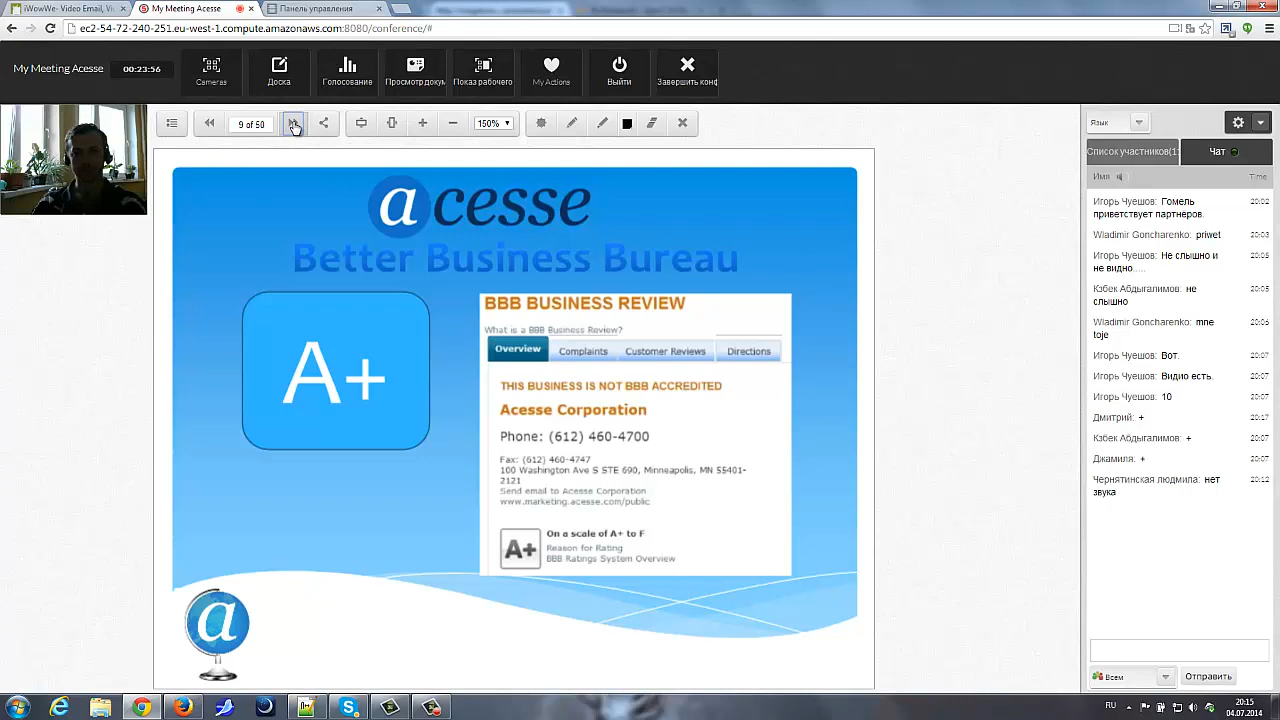 iWowWe- Video Email, Vi
My Meeting Acesse
Панель управления
ec2-54-72-240-251.eu-west-1.compute.amazonaws.com:8080/conference/#
My Meeting Acesse
00:23:56
Cameras
Доска
Голосование
Просмотр докум
Показ рабочего
My Actions
Выйти
Завершить конф
9 of 50
150%
Язык
Список участников(1
Чат
Имя
Time
acesse
Better Business Bureau
A+
BBB BUSINESS REVIEW
What is a BBB Business Review?
Overview
Complaints
Customer Reviews
Directions
THIS BUSINESS IS NOT BBB ACCREDITED
Acesse Corporation
Phone: (612) 460-4700
Fax: (612) 460-4747
100 Washington Ave S STE 690, Minneapolis, MN 55401-
2121
Send email to Acesse Corporation
www.marketing.acesse.com/public
A+
On a scale of A+ to F
Reason for Rating
BBB Ratings System Overview
a
Игорь Чуешов: Гомель 20:02
приветствует партнёров.
Wladimir Goncharenko: priwet 20:03
Игорь Чуешов: Не слышно и 20:05
не видно.....
Кзбек Абдыгалимов: не 20:05
слышно
Wladimir Goncharenko: mne 20:06
toje
Игорь Чуешов: Вот. 20:07
Игорь Чуешов: Видио есть. 20:07
Игорь Чуешов: 10 20:07
Дмитрий: + 20:17
Кзбек Абдыгалимов: + 20:07
Джамиля: + 20:07
Чернятинская людмила: нет 20:12
звука
Всем
Отправить
RU
20:15
04.07.2014